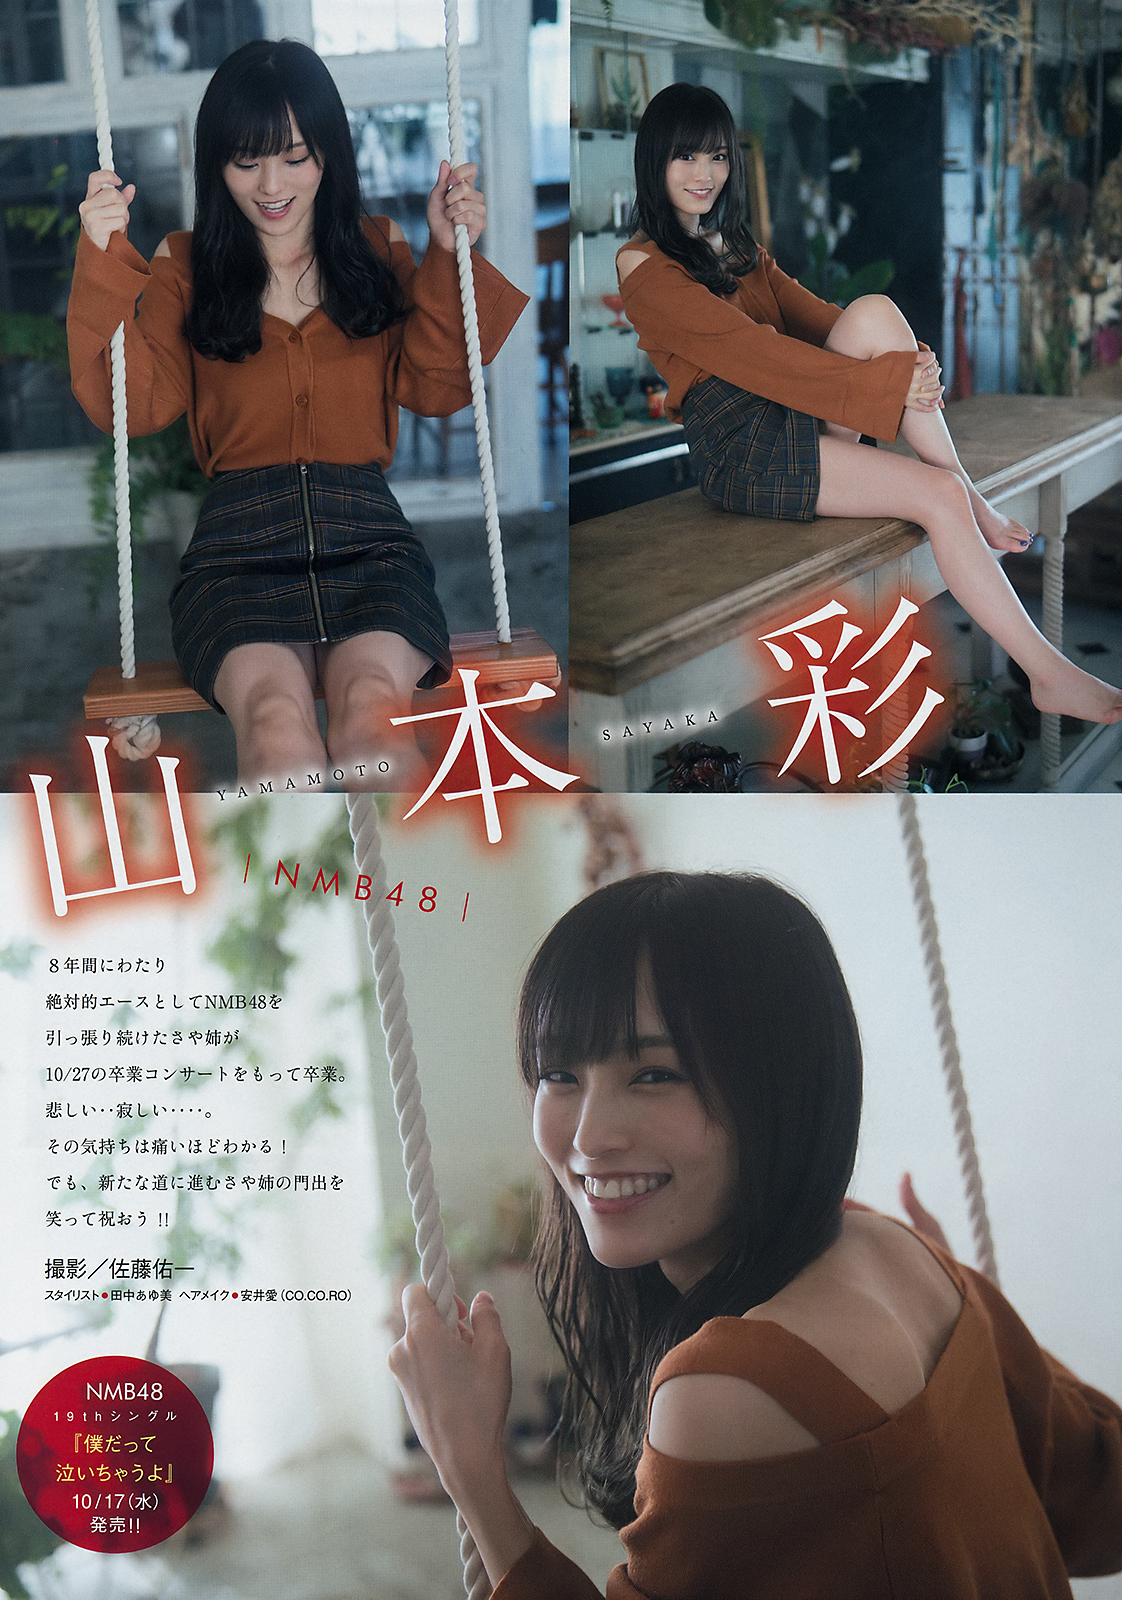 山本彩
YAMAMOTO SAYAKA
| NMB48 |
８年間にわたり
絶対的エースとしてNMB48を
引っ張り続けたさや姉が
10/27の卒業コンサートをもって卒業。
悲しい‥寂しい‥‥。
その気持ちは痛いほどわかる！
でも、新たな道に進むさや姉の門出を
笑って祝おう!!
撮影／佐藤佑一
スタイリスト●田中あゆ美 ヘアメイク●安井愛（CO.CO.RO）
NMB48
19thシングル
『僕だって
泣いちゃうよ』
10/17(水)
発売!!